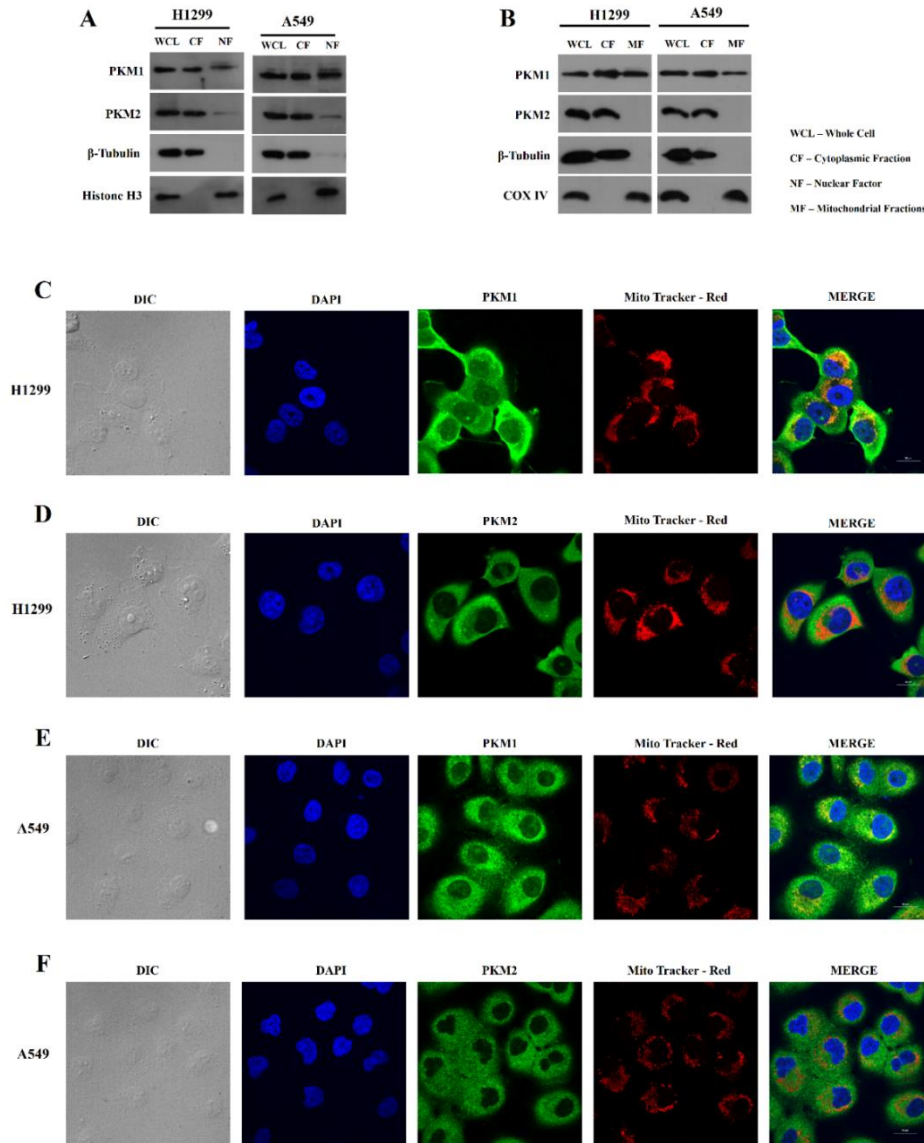 A
H1299
A549
WCL CF NF
WCL CF NF
PKM1
PKM2
β-Tubulin
Histone H3
B
H1299
A549
WCL CF MF
WCL CF MF
PKM1
PKM2
β-Tubulin
COX IV
WCL – Whole Cell
CF – Cytoplasmic Fraction
NF – Nuclear Factor
MF – Mitochondrial Fractions
C
DIC DAPI PKM1 Mito Tracker - Red MERGE
H1299
D
DIC DAPI PKM2 Mito Tracker - Red MERGE
H1299
E
DIC DAPI PKM1 Mito Tracker - Red MERGE
A549
F
DIC DAPI PKM2 Mito Tracker - Red MERGE
A549